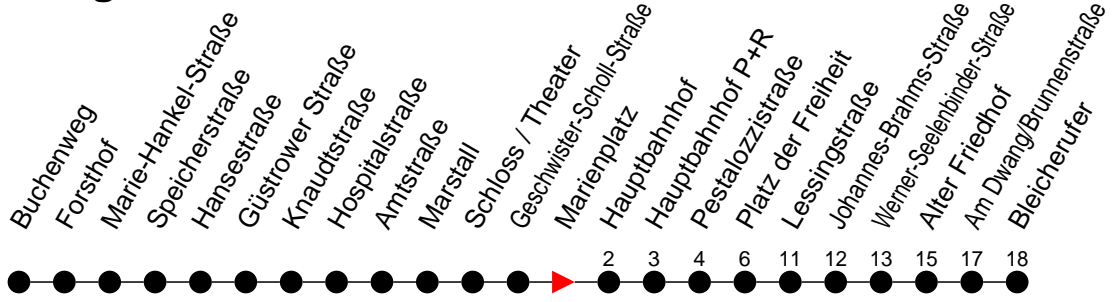 Buchenweg
Forsthof
Marie-Hankel-Straße
Speicherstraße
Hansestraße
Güstrower Straße
Knaudtstraße
Hospitalstraße
Amtstraße
Marstall
Schloss / Theater
Geschwister-Scholl-Straße
Marienplatz
Hauptbahnhof
Hauptbahnhof P+R
Pestalozzistraße
Platz der Freiheit
Lessingstraße
Johannes-Brahms-Straße
Werner-Seelenbinder-Straße
Alter Friedhof
Am Dwang/Brunnenstraße
Bleicherufer
2 3 4 6 11 12 13 15 17 18